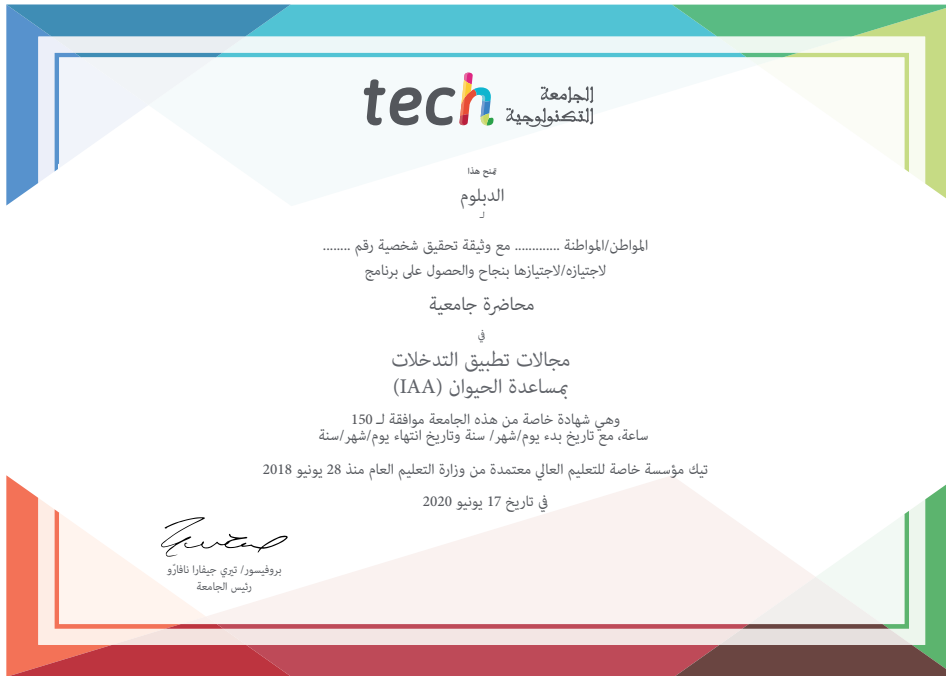 tech الجامعة
التكنولوجية
يمنح هذا
الدبلوم
لـ
المواطن/المواطنة ............ مع وثيقة تحقيق شخصية رقم ........
لاجتيازه/لاجتيازها بنجاح والحصول على برنامج
محاضرة جامعية
في
مجالات تطبيق التدخلات
بمساعدة الحيوان (IAA)
وهي شهادة خاصة من هذه الجامعة موافقة لـ 150
ساعة، مع تاريخ بدء يوم/شهر/ سنة وتاريخ انتهاء يوم/شهر/سنة
تيك مؤسسة خاصة للتعليم العالي معتمدة من وزارة التعليم العام منذ 28 يونيو 2018
في تاريخ 17 يونيو 2020
بروفيسور/ تيري جيفارا نافارو
رئيس الجامعة